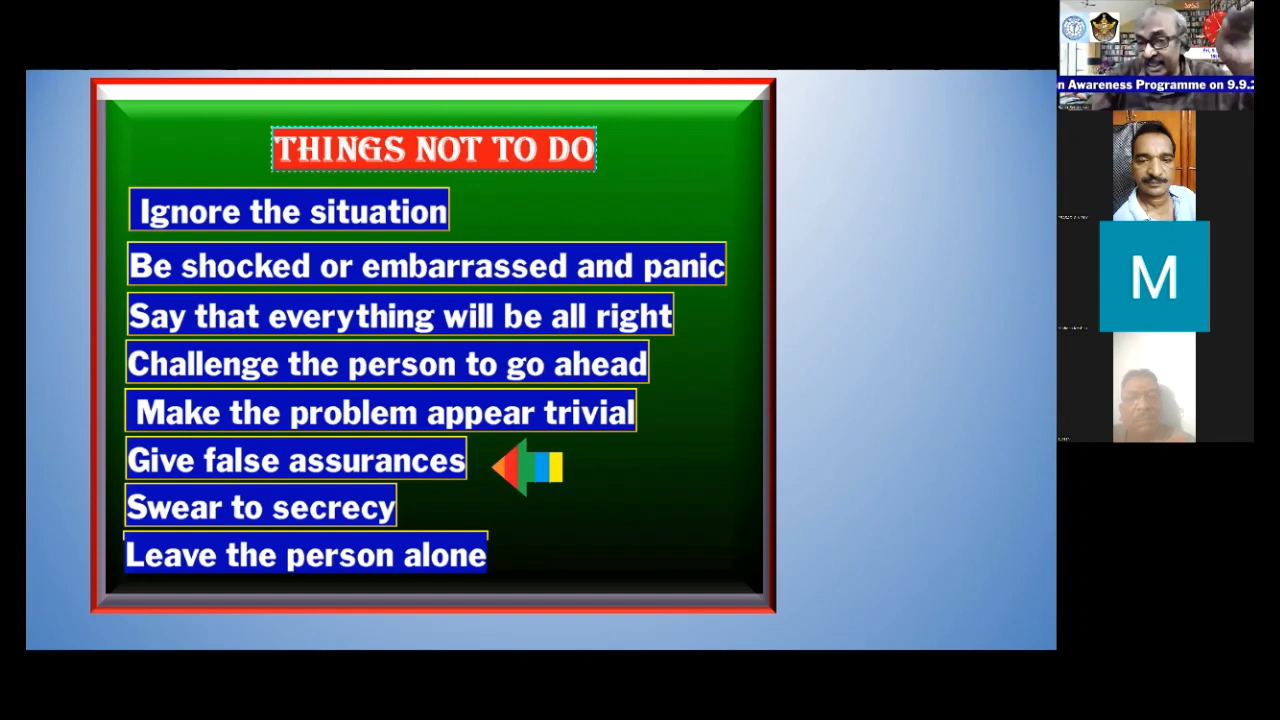 THINGS NOT TO DO
Ignore the situation
Be shocked or embarrassed and panic
Say that everything will be all right
Challenge the person to go ahead
Make the problem appear trivial
Give false assurances
Swear to secrecy
Leave the person alone
n Awareness Programme on 9.9.2
M